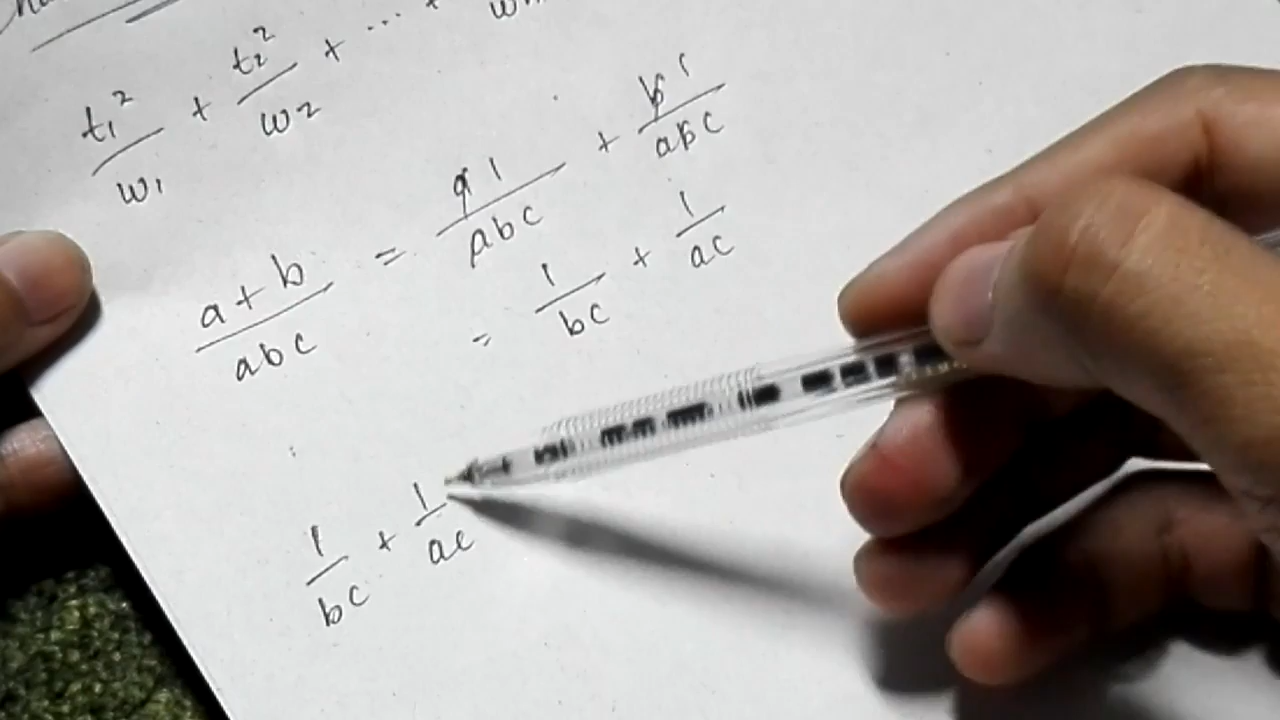 t₁²/w₁ + t₂²/w₂ + ... +
(a+b)/abc = a1/abc + b1/abc
= 1/bc + 1/ac
1/bc + 1/ac